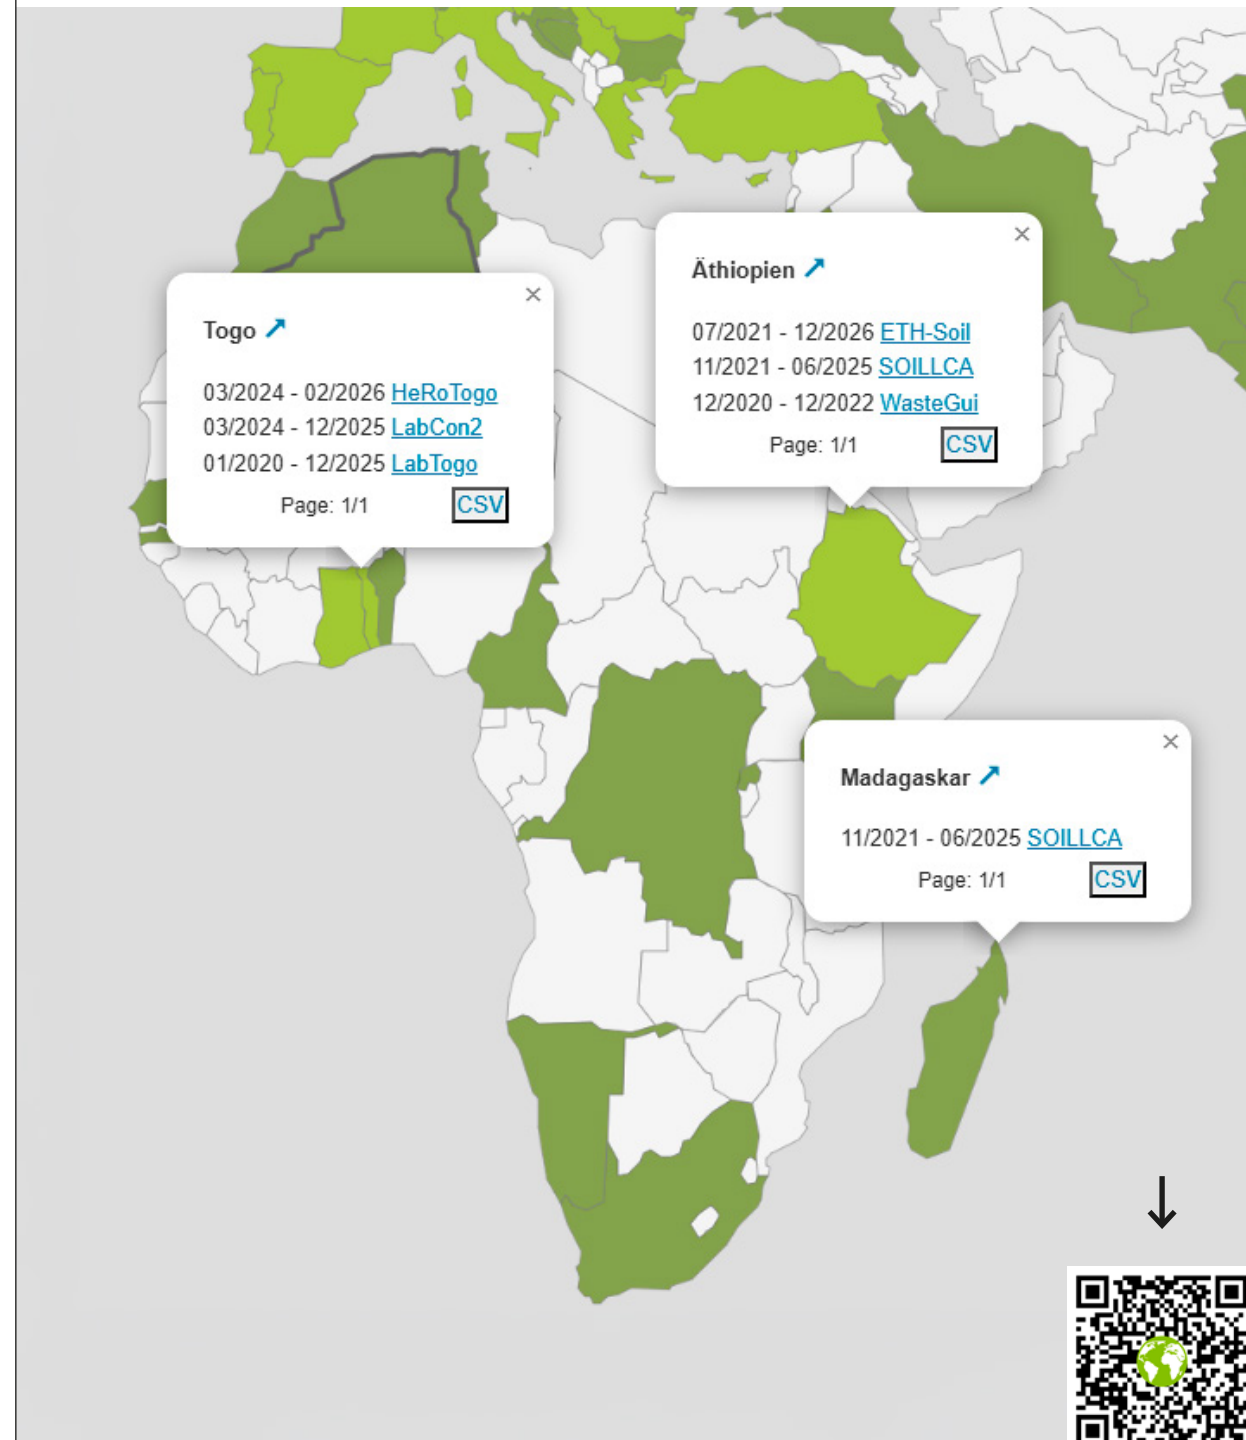 Äthiopien
07/2021 - 12/2026 ETH-Soil
11/2021 - 06/2025 SOILLCA
12/2020 - 12/2022 WasteGui
Page: 1/1 CSV
Togo
03/2024 - 02/2026 HeRoTogo
03/2024 - 12/2025 LabCon2
01/2020 - 12/2025 LabTogo
Page: 1/1 CSV
Madagaskar
11/2021 - 06/2025 SOILLCA
Page: 1/1 CSV